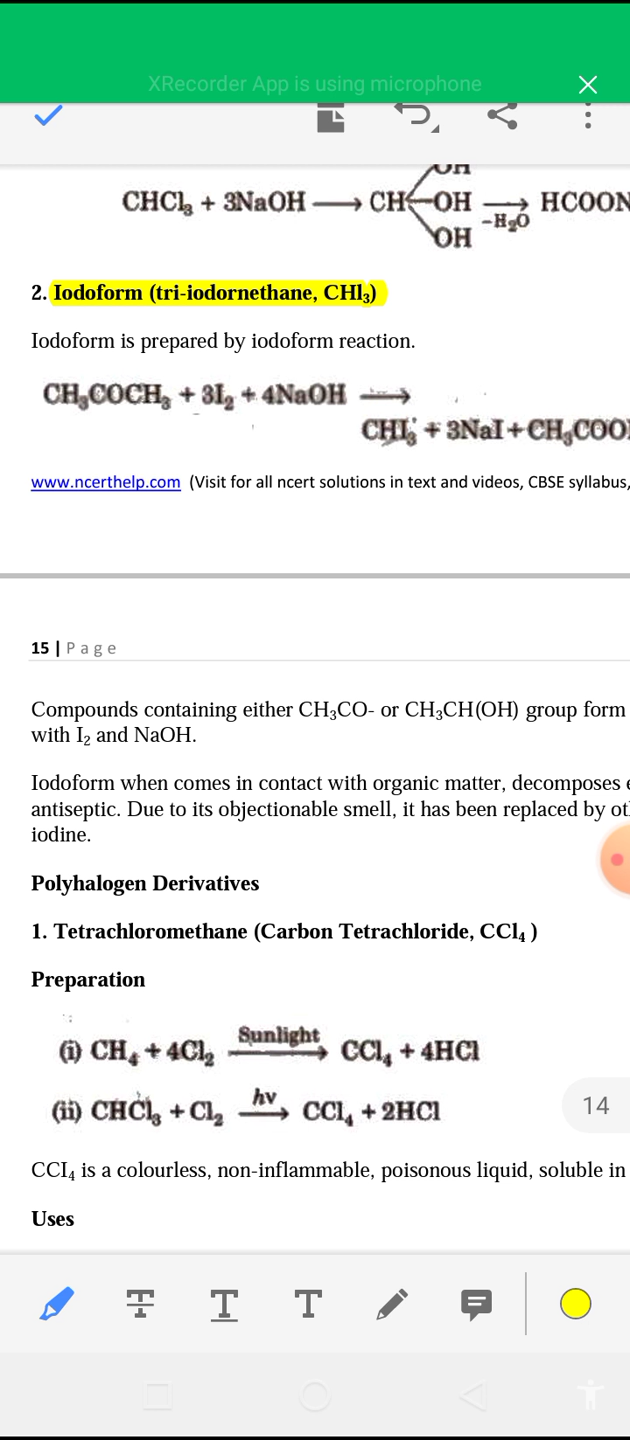 XRecorder App is using microphone
OH
CHCl₃ + 3NaOH ⟶ CH OH ⟶ HCOON
-H₂O
OH
2. Iodoform (tri-iodornethane, CHl₃)
Iodoform is prepared by iodoform reaction.
CH₃COCH₃ + 3I₂ + 4NaOH ⟶
CHI₃ + 3NaI + CH₃COO
www.ncerthelp.com (Visit for all ncert solutions in text and videos, CBSE syllabus,
15 | Page
Compounds containing either CH₃CO- or CH₃CH(OH) group form
with I₂ and NaOH.
Iodoform when comes in contact with organic matter, decomposes e
antiseptic. Due to its objectionable smell, it has been replaced by ot
iodine.
Polyhalogen Derivatives
1. Tetrachloromethane (Carbon Tetrachloride, CCl₄ )
Preparation
Sunlight
(i) CH₄ + 4Cl₂ ⟶ CCl₄ + 4HCl
hv
(ii) CHCl₃ + Cl₂ ⟶ CCl₄ + 2HCl
14
CCI₄ is a colourless, non-inflammable, poisonous liquid, soluble in
Uses